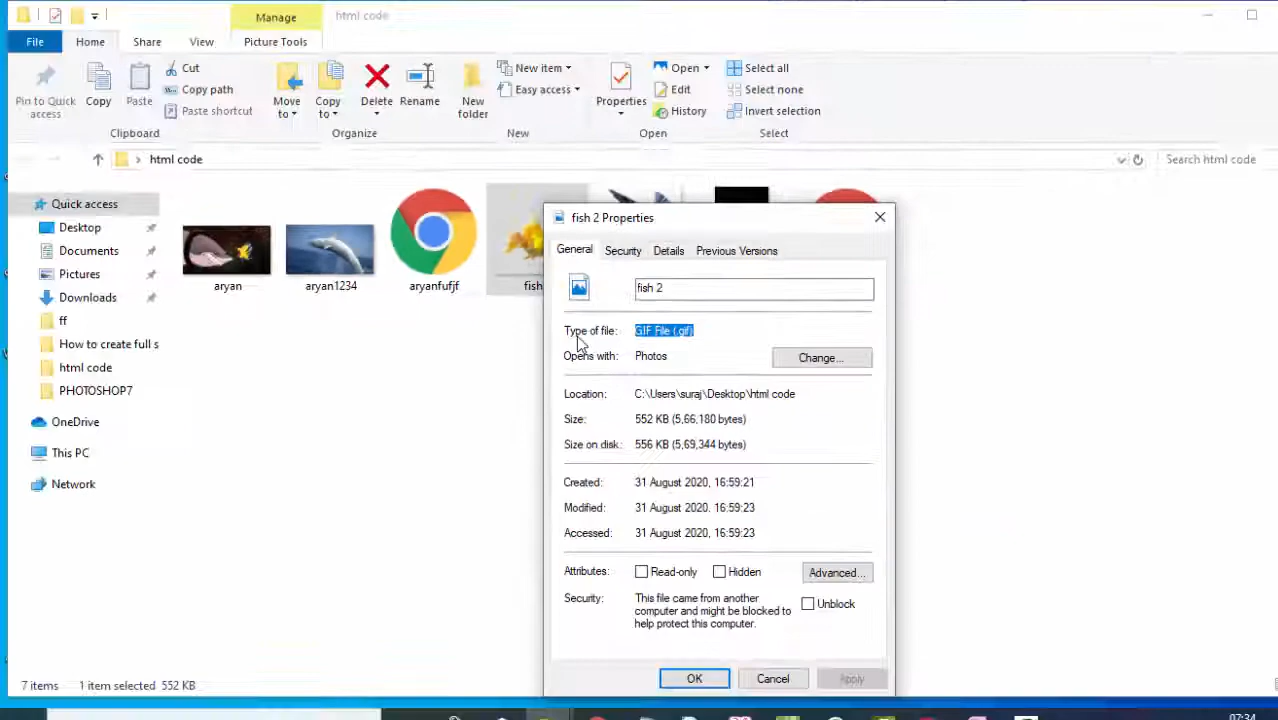 Manage
html code
File
Home
Share
View
Picture Tools
Pin to Quick access
Copy
Paste
Cut
Copy path
Paste shortcut
Clipboard
Move to
Copy to
Delete
Rename
Organize
New folder
New item
Easy access
New
Properties
Open
Edit
History
Open
Select all
Select none
Invert selection
Select
html code
Search html code
Quick access
Desktop
Documents
Pictures
Downloads
ff
How to create full s
html code
PHOTOSHOP7
OneDrive
This PC
Network
aryan
aryan1234
aryanfufjf
fish
fish 2 Properties
General
Security
Details
Previous Versions
fish 2
Type of file: GIF File (.gif)
Opens with: Photos
Change...
Location: C:\Users\suraj\Desktop\html code
Size: 552 KB (5,66,180 bytes)
Size on disk: 556 KB (5,69,344 bytes)
Created: 31 August 2020, 16:59:21
Modified: 31 August 2020, 16:59:23
Accessed: 31 August 2020, 16:59:23
Attributes: Read-only Hidden Advanced...
Security: This file came from another
computer and might be blocked to
help protect this computer.
Unblock
OK
Cancel
Apply
7 items 1 item selected 552 KB
07:34